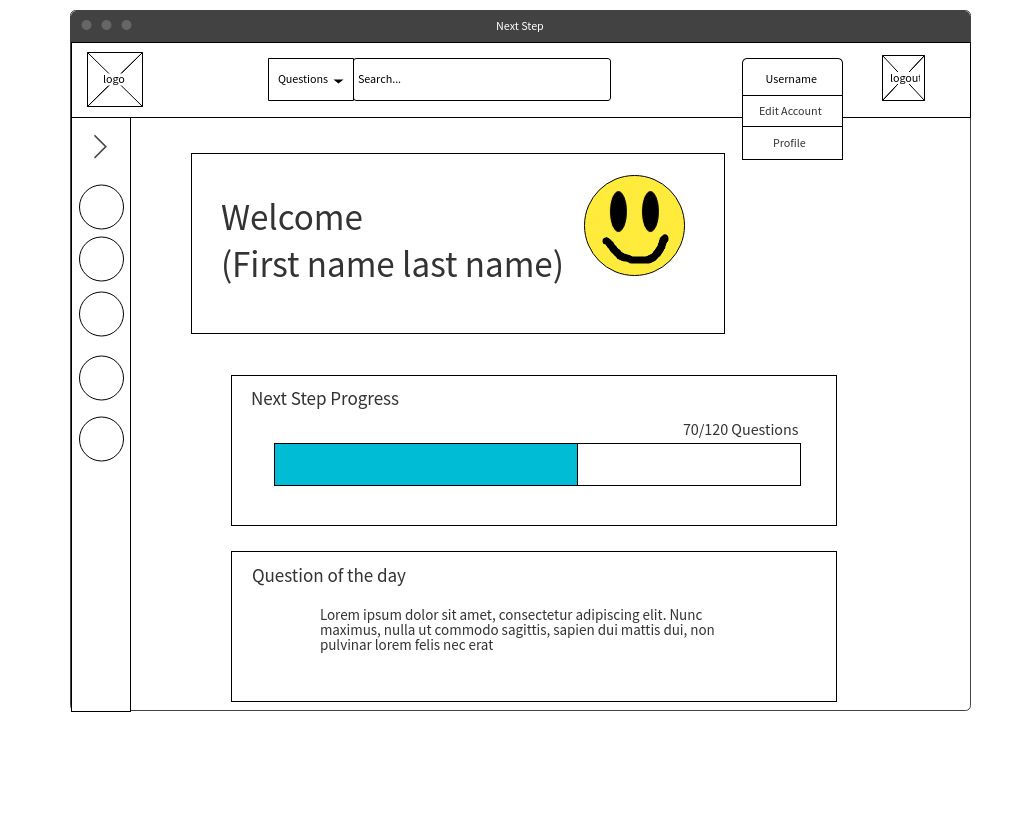 Next Step
logo
Questions
Search...
Username
logout
Edit Account
Profile
Welcome
(First name last name)
Next Step Progress
70/120 Questions
Question of the day
Lorem ipsum dolor sit amet, consectetur adipiscing elit. Nunc
maximus, nulla ut commodo sagittis, sapien dui mattis dui, non
pulvinar lorem felis nec erat